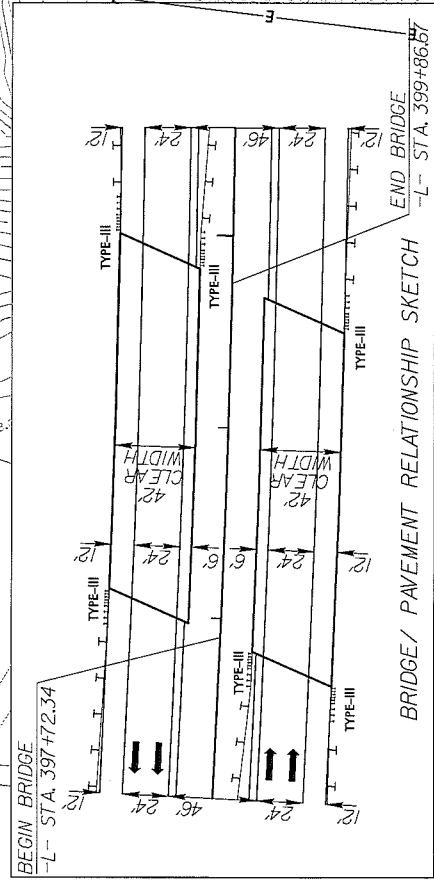 BEGIN BRIDGE
-L- STA. 397+72.34
12'
24'
46'
24'
12'
TYPE-III
TYPE-III
TYPE-III
12'
24'
6'
6'
24'
12'
42'
CLEAR
WIDTH
42'
CLEAR
WIDTH
TYPE-III
TYPE-III
TYPE-III
12'
24'
46'
24'
12'
E
END BRIDGE
-L- STA. 399+86.67
BRIDGE/ PAVEMENT RELATIONSHIP SKETCH